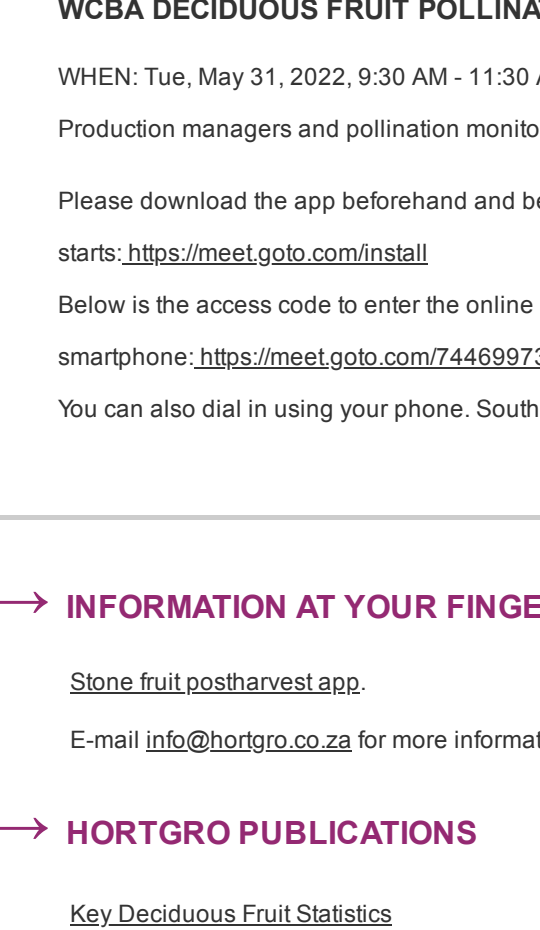 WCBA DECIDUOUS FRUIT POLLINA
WHEN: Tue, May 31, 2022, 9:30 AM - 11:30
Production managers and pollination monito
Please download the app beforehand and be
starts: https://meet.goto.com/install
Below is the access code to enter the online
smartphone: https://meet.goto.com/74469973
You can also dial in using your phone. South
→ INFORMATION AT YOUR FINGE
Stone fruit postharvest app.
E-mail info@hortgro.co.za for more informat
→ HORTGRO PUBLICATIONS
Key Deciduous Fruit Statistics